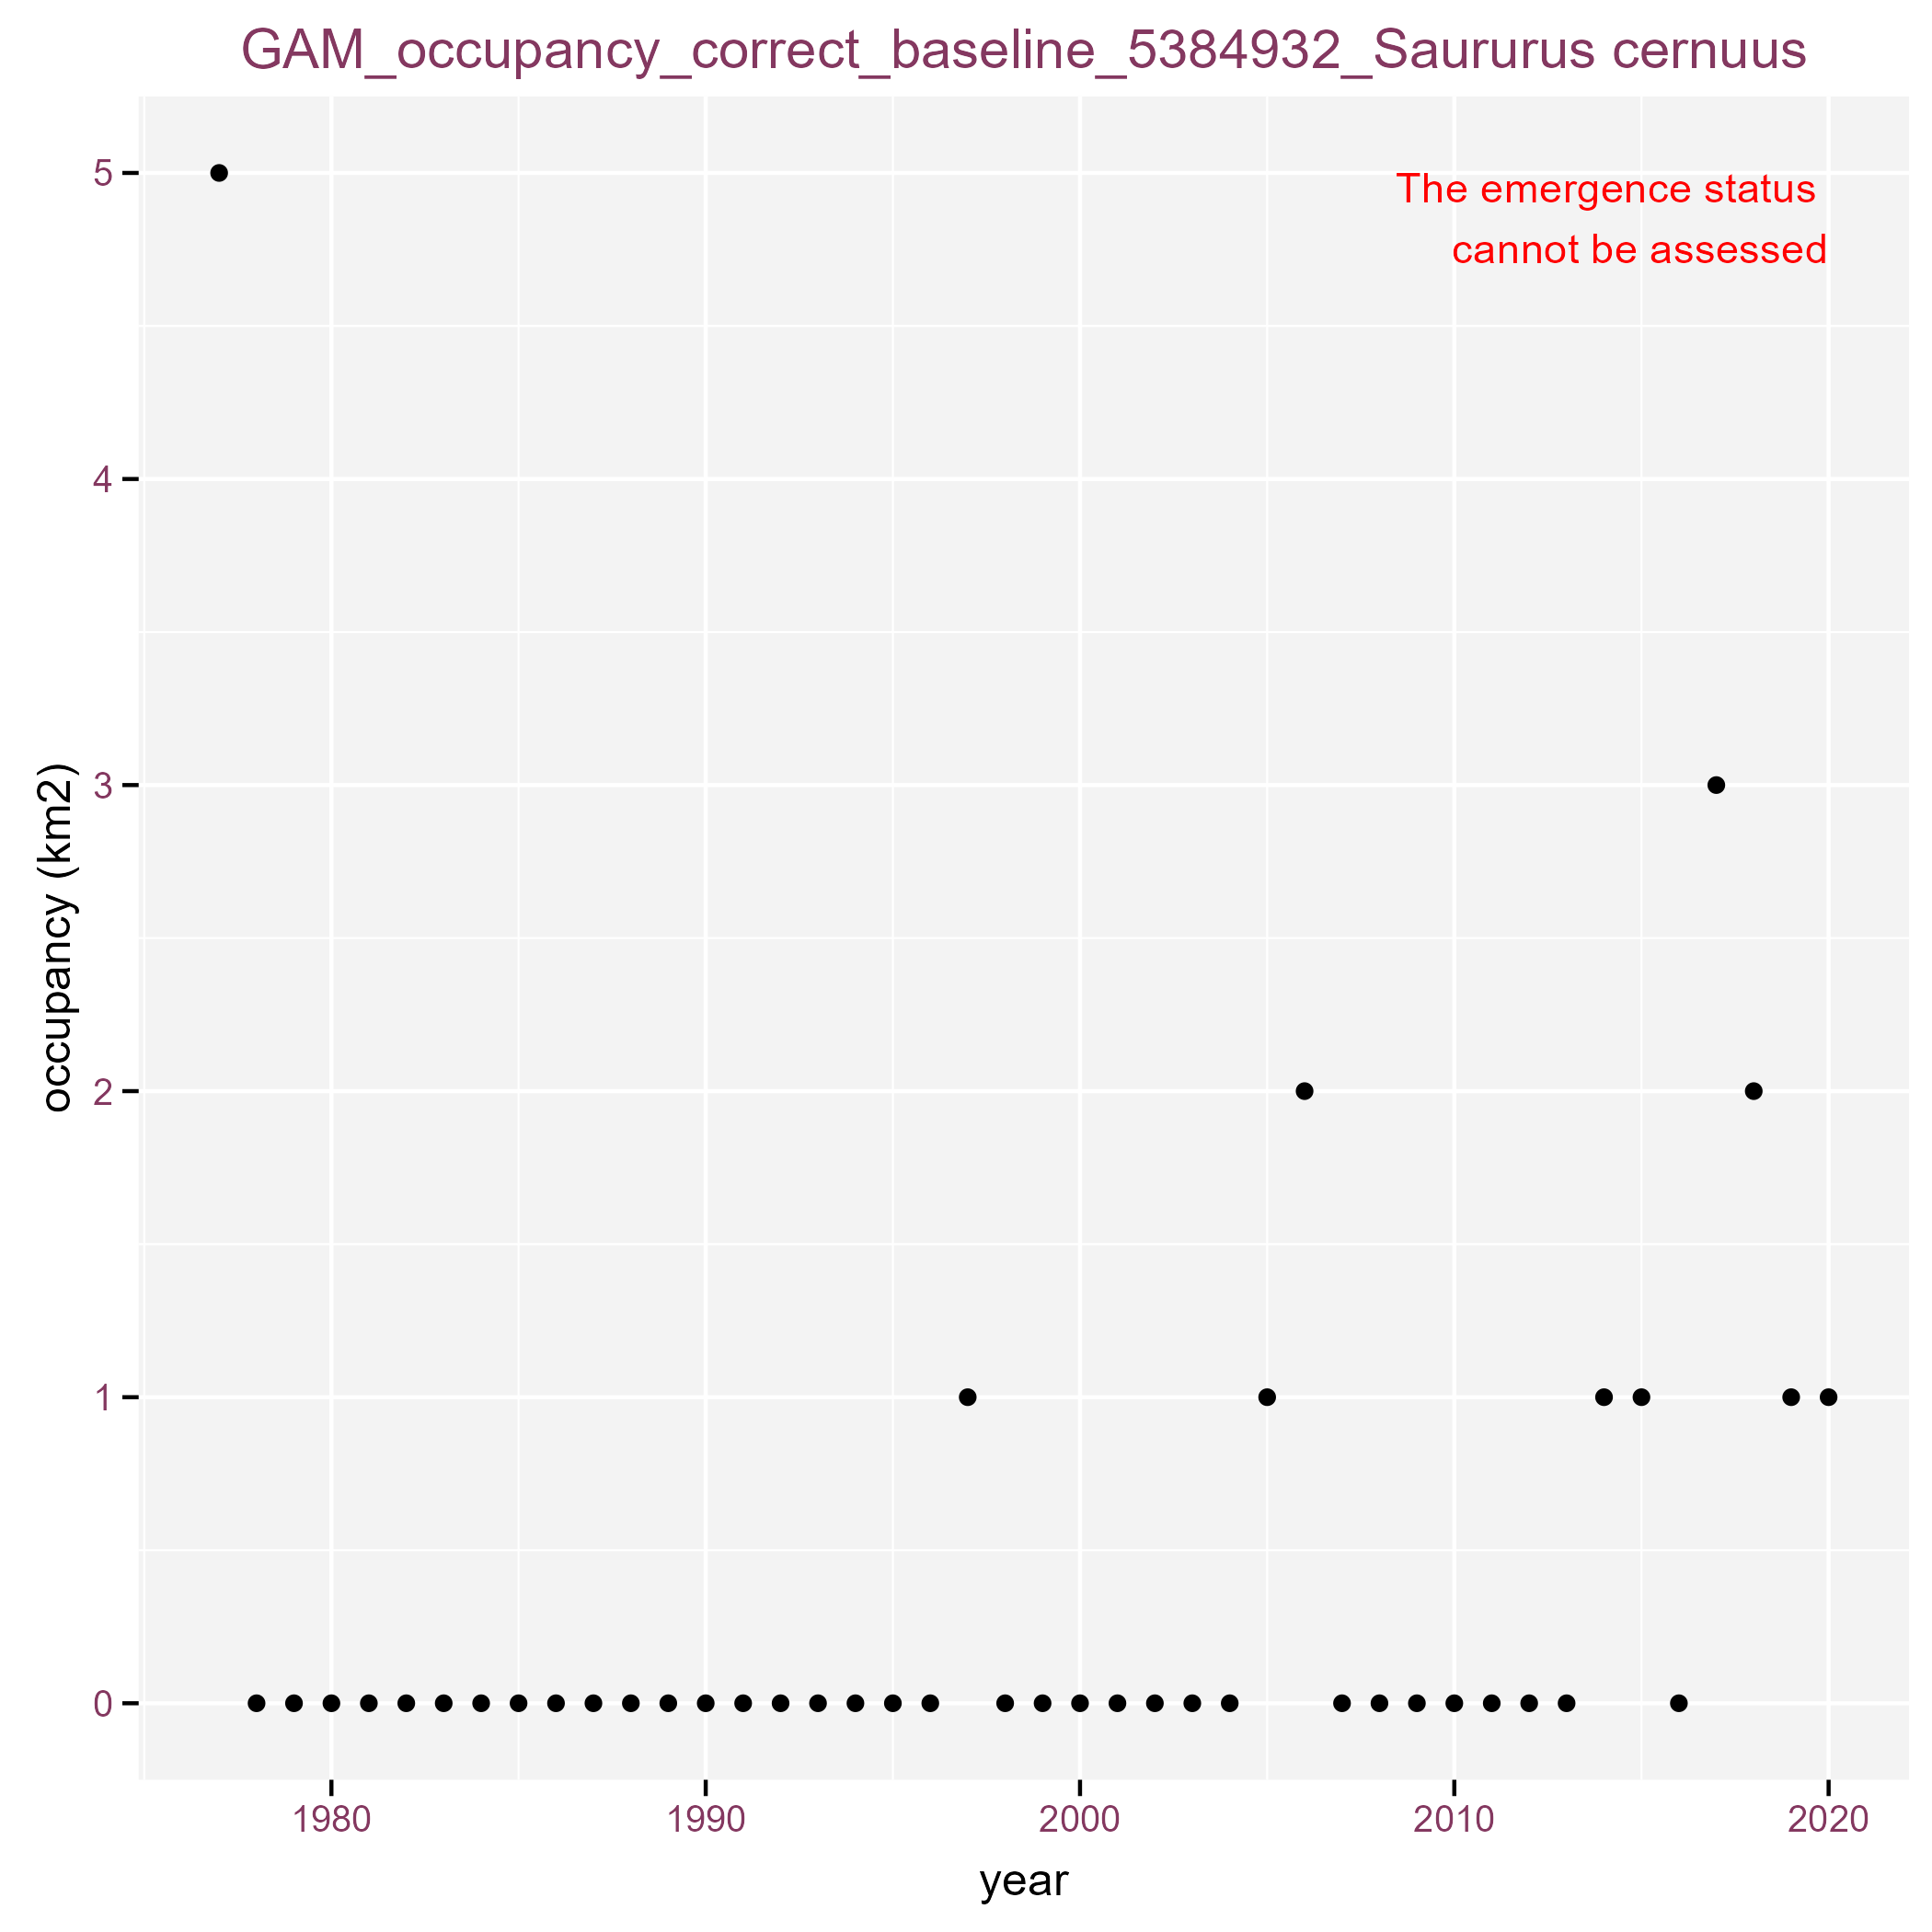 GAM_occupancy_correct_baseline_5384932_Saururus cernuus
The emergence status
cannot be assessed
5
4
3
2
1
0
occupancy (km2)
1980 1990 2000 2010 2020
year